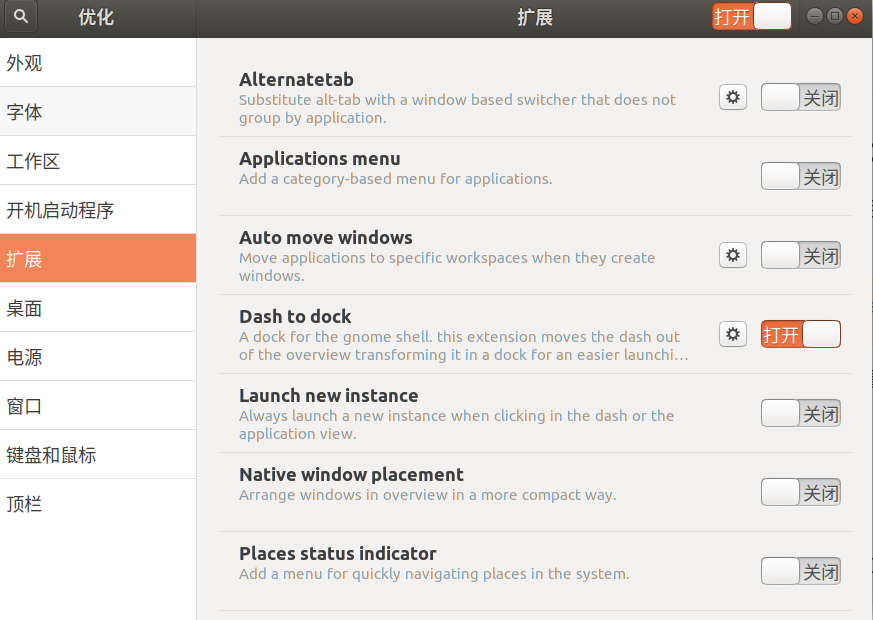 优化
扩展
打开
外观
字体
工作区
开机启动程序
扩展
桌面
电源
窗口
键盘和鼠标
顶栏
Alternatetab
Substitute alt-tab with a window based switcher that does not
group by application.
关闭
Applications menu
Add a category-based menu for applications.
关闭
Auto move windows
Move applications to specific workspaces when they create
windows.
关闭
Dash to dock
A dock for the gnome shell. this extension moves the dash out
of the overview transforming it in a dock for an easier launchi…
打开
Launch new instance
Always launch a new instance when clicking in the dash or the
application view.
关闭
Native window placement
Arrange windows in overview in a more compact way.
关闭
Places status indicator
Add a menu for quickly navigating places in the system.
关闭